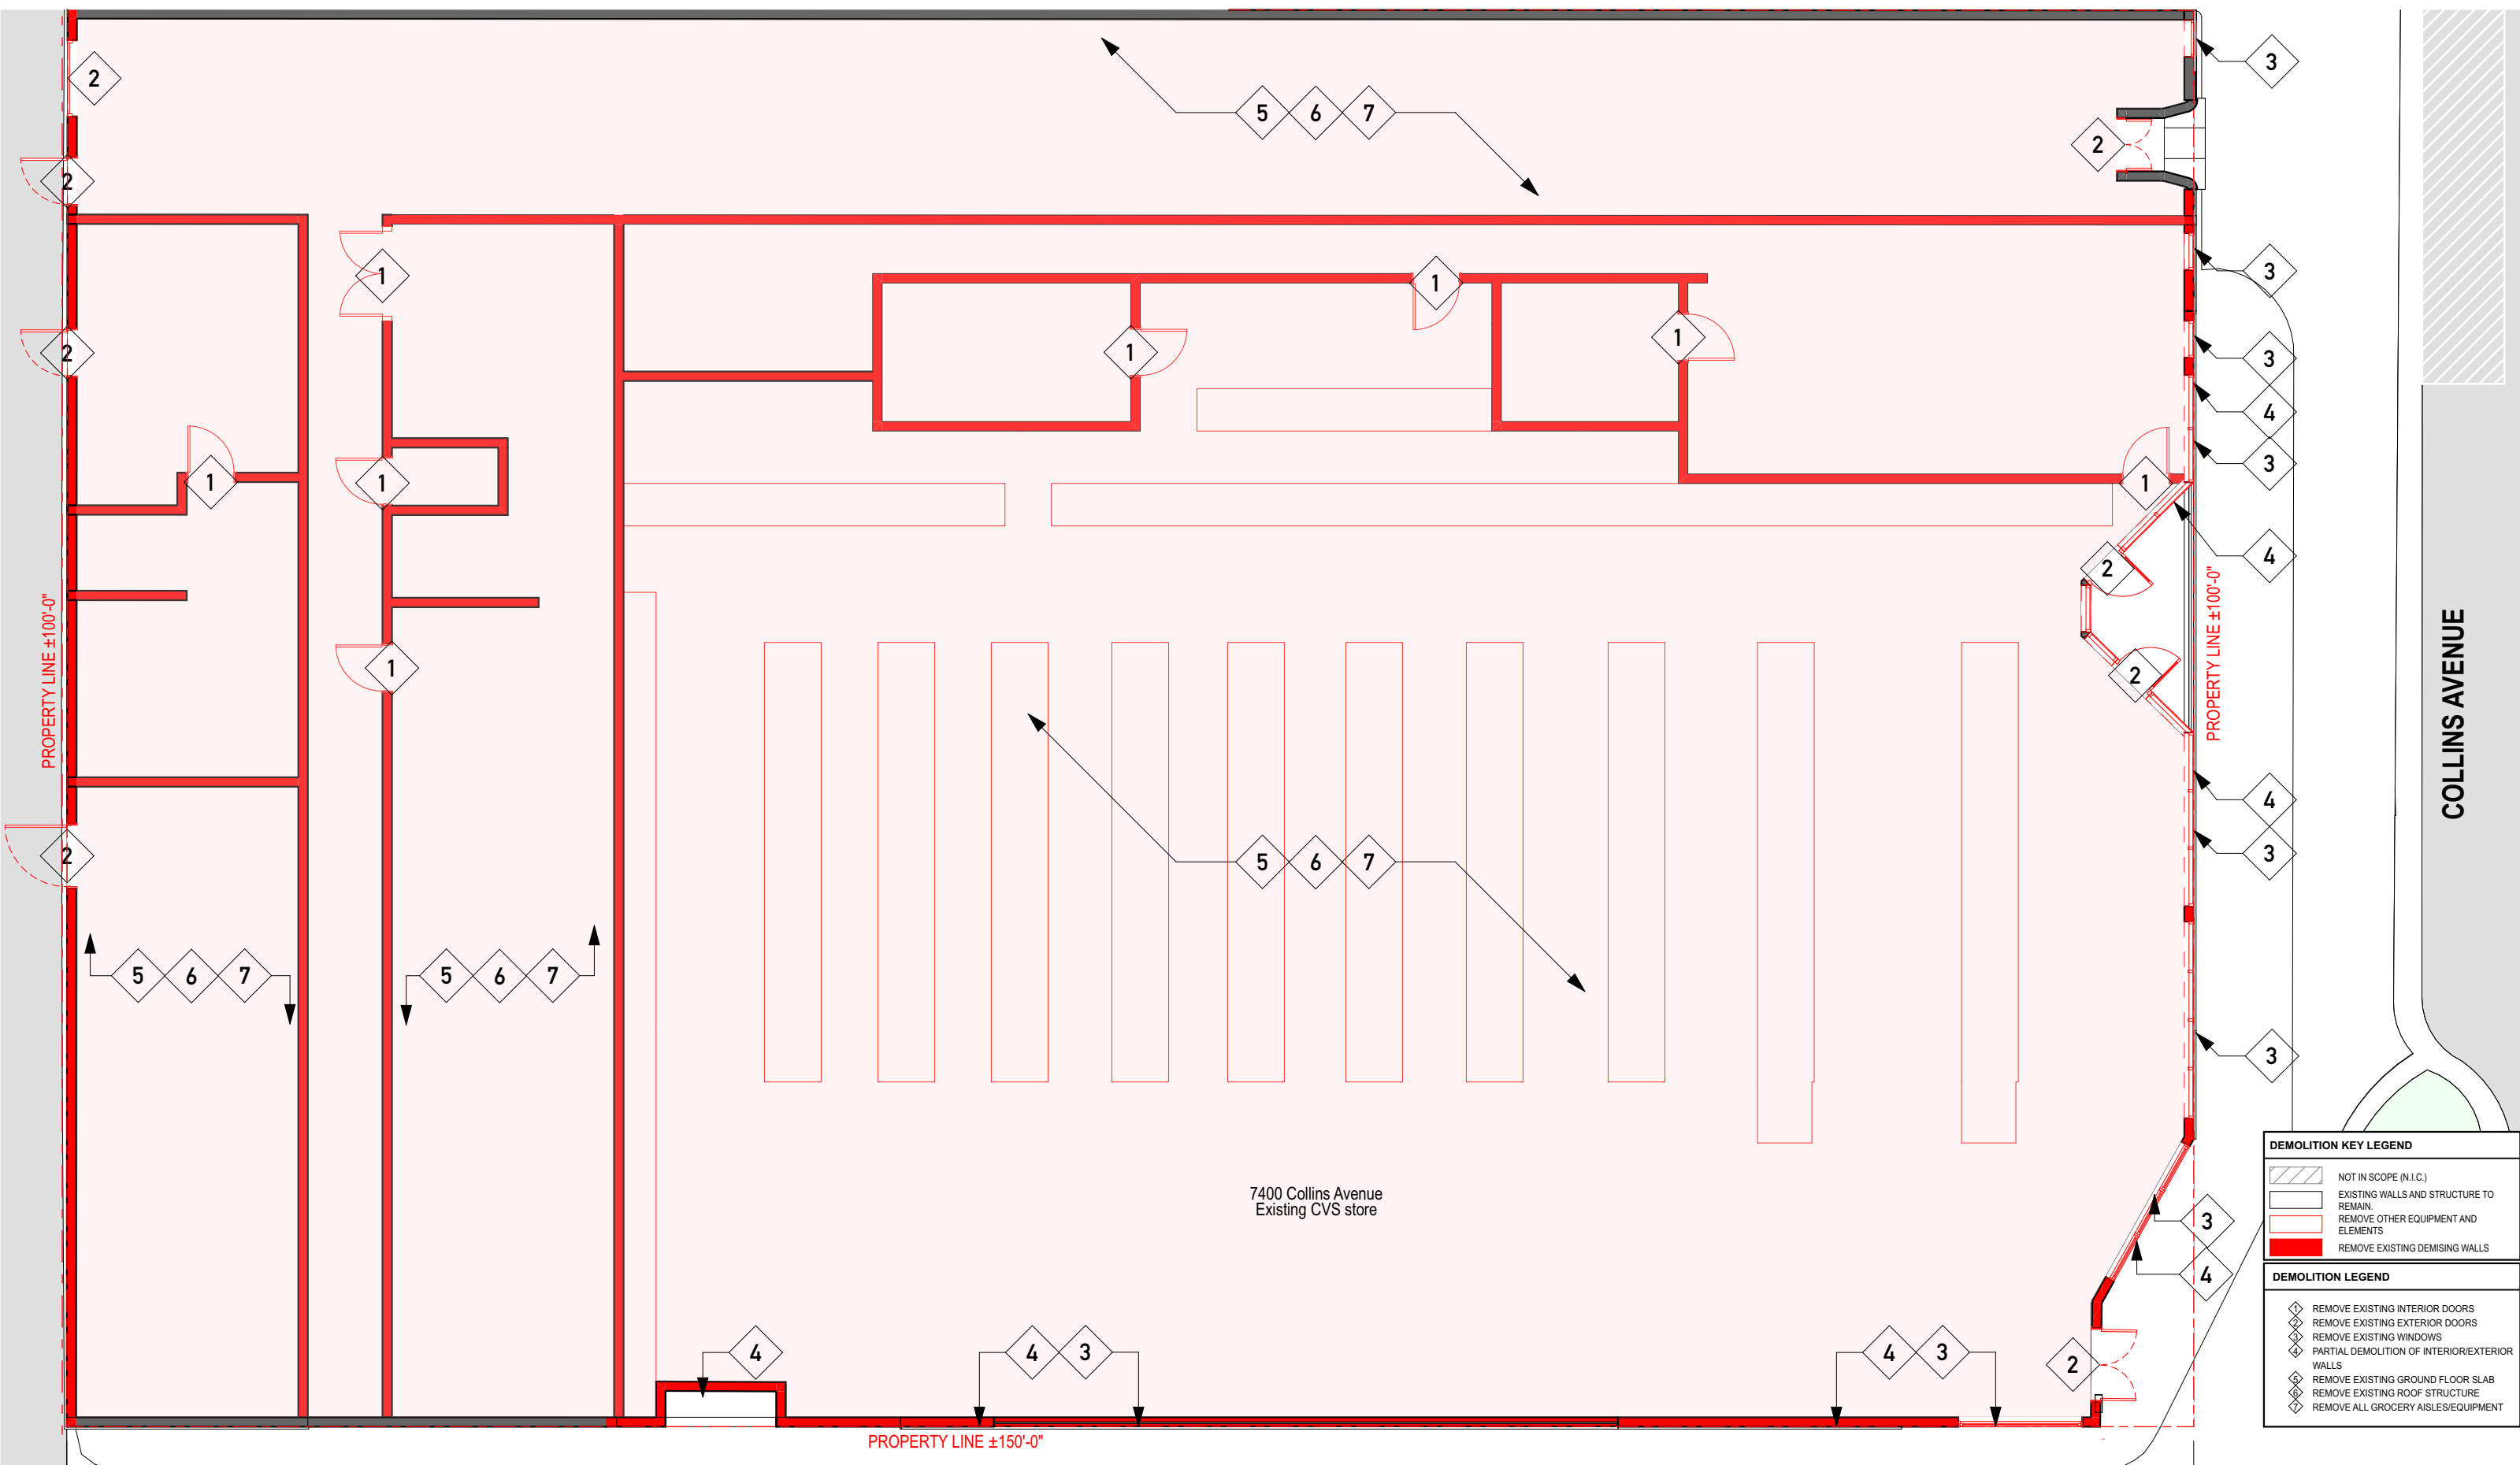 2
3
5 6 7
2
2
3
1
1
1
1
2
3
4
3
1
1
1
4
2
PROPERTY LINE ±100'-0"
PROPERTY LINE ±100'-0"
COLLINS AVENUE
1
2
4
3
2
5 6 7
5 6 7
5 6 7
3
7400 Collins Avenue
Existing CVS store
3
4
4
4 3
4 3
2
PROPERTY LINE ±150'-0"
DEMOLITION KEY LEGEND
NOT IN SCOPE (N.I.C.)
EXISTING WALLS AND STRUCTURE TO
REMAIN.
REMOVE OTHER EQUIPMENT AND
ELEMENTS
REMOVE EXISTING DEMISING WALLS
DEMOLITION LEGEND
1 REMOVE EXISTING INTERIOR DOORS
2 REMOVE EXISTING EXTERIOR DOORS
3 REMOVE EXISTING WINDOWS
4 PARTIAL DEMOLITION OF INTERIOR/EXTERIOR
WALLS
5 REMOVE EXISTING GROUND FLOOR SLAB
6 REMOVE EXISTING ROOF STRUCTURE
7 REMOVE ALL GROCERY AISLES/EQUIPMENT